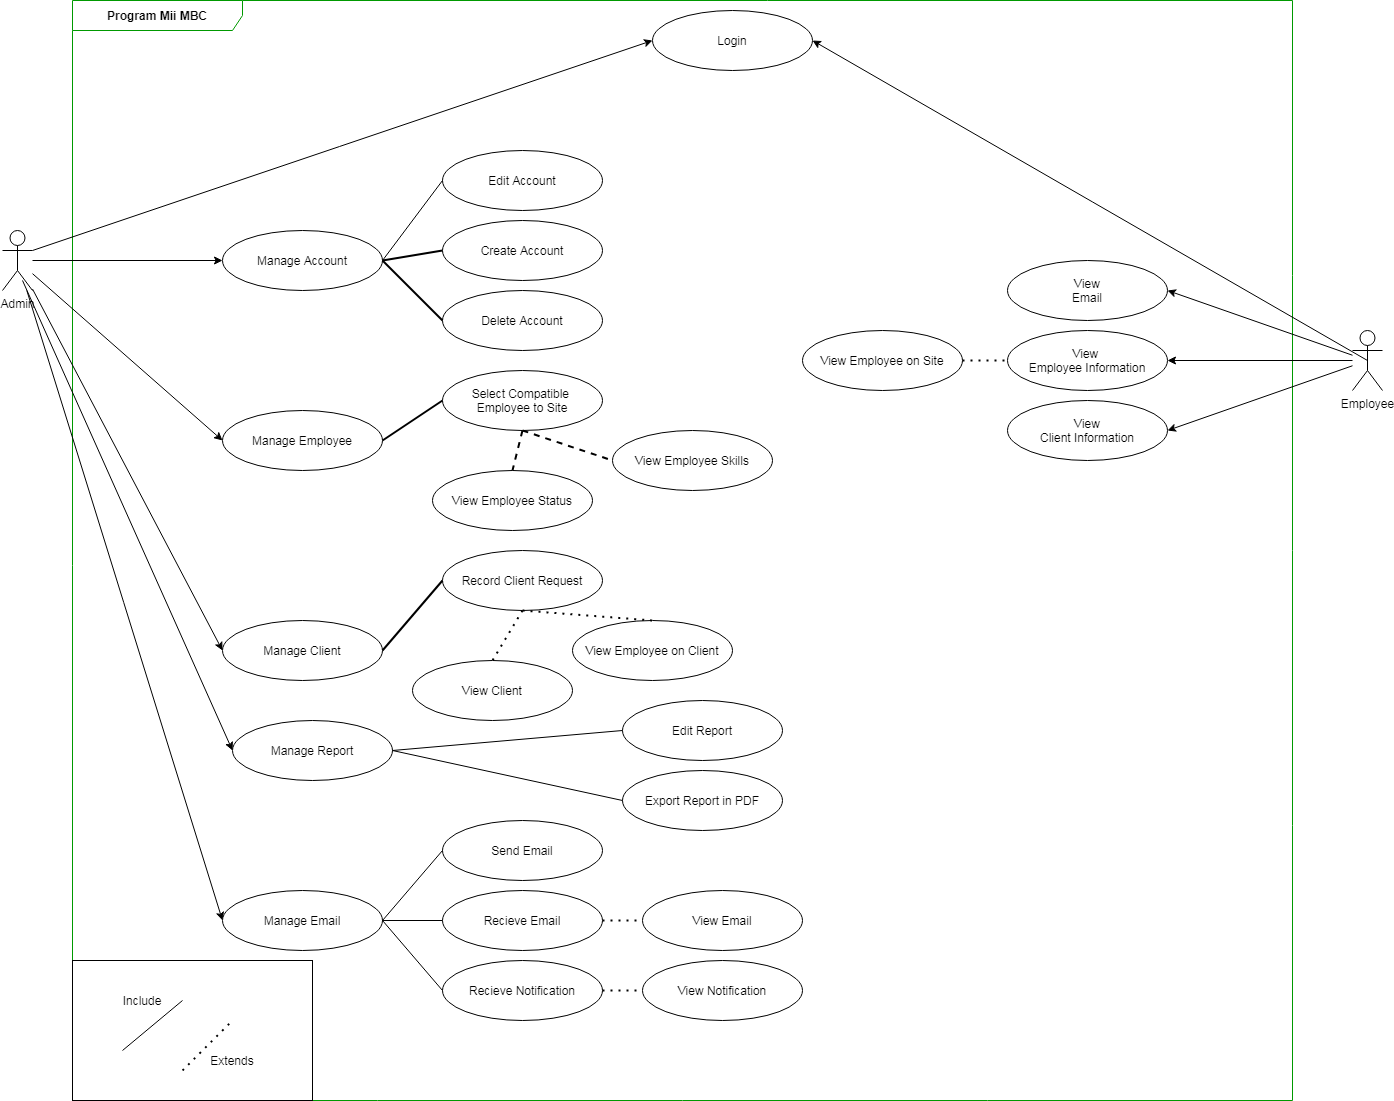 Program Mii MBC
Login
Edit Account
Manage Account
Create Account
Delete Account
Admin
View
Email
View Employee on Site
View
Employee Information
Employee
View
Client Information
Select Compatible
Employee to Site
Manage Employee
View Employee Skills
View Employee Status
Record Client Request
Manage Client
View Employee on Client
View Client
Manage Report
Edit Report
Export Report in PDF
Send Email
Manage Email
Recieve Email
View Email
Recieve Notification
View Notification
Include
Extends